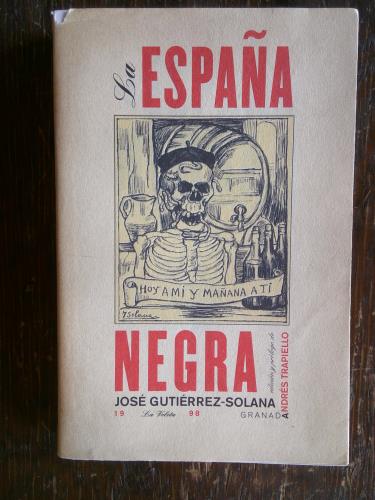 La ESPAÑA
HOY A MI Y MAÑANA A TI
J Solana
NEGRA
JOSÉ GUTIÉRREZ-SOLANA
19 La Veleta 98 GRANADA
edición y prólogo de
ANDRÉS TRAPIELLO